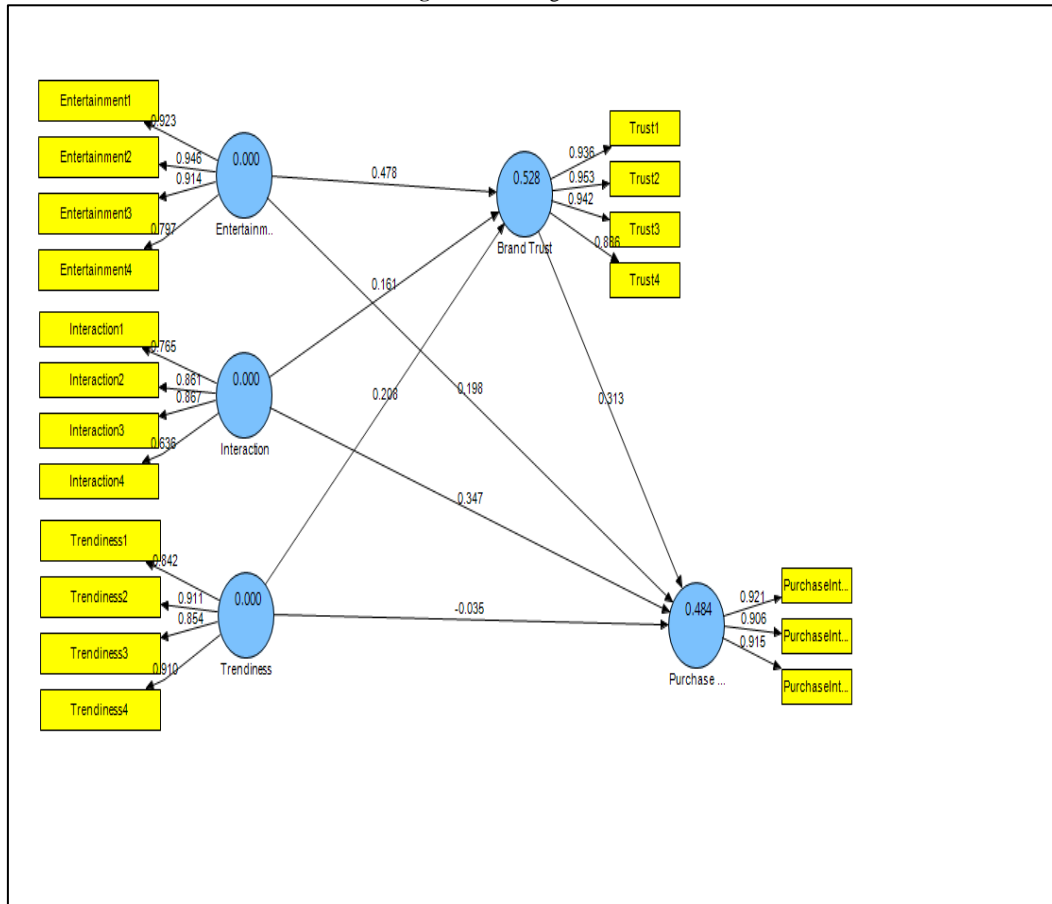 Entertainment1
0.923
Entertainment2
0.946
0.914
Entertainment3
0.797
Entertainment4
0.000
Entertainm..
0.478
0.528
Brand Trust
Trust1
0.936
Trust2
0.953
0.942
Trust3
Trust4
Interaction1
0.765
Interaction2
0.861
0.867
Interaction3
0.636
Interaction4
0.000
Interaction
0.161
0.208
0.198
0.313
0.347
Trendiness1
0.842
Trendiness2
0.911
0.854
Trendiness3
0.910
Trendiness4
0.000
Trendiness
-0.035
0.484
Purchase ...
PurchaseInt...
0.921
0.906
PurchaseInt...
0.915
PurchaseInt...